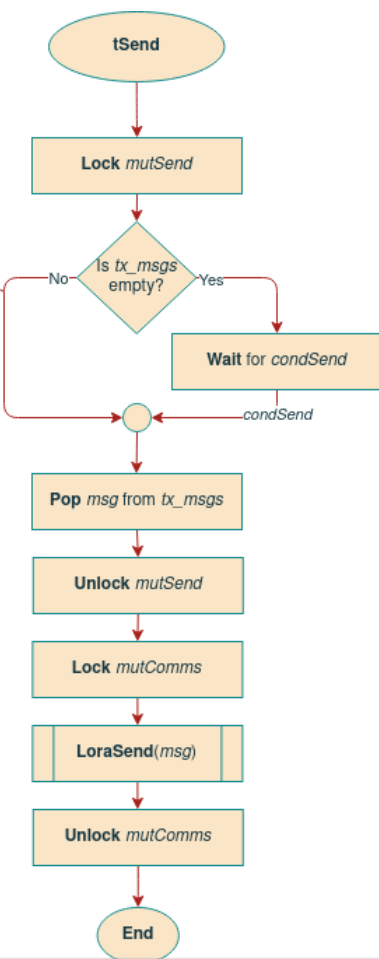 tSend
Lock mutSend
Is tx_msgs
empty?
No
Yes
Wait for condSend
condSend
Pop msg from tx_msgs
Unlock mutSend
Lock mutComms
LoraSend(msg)
Unlock mutComms
End